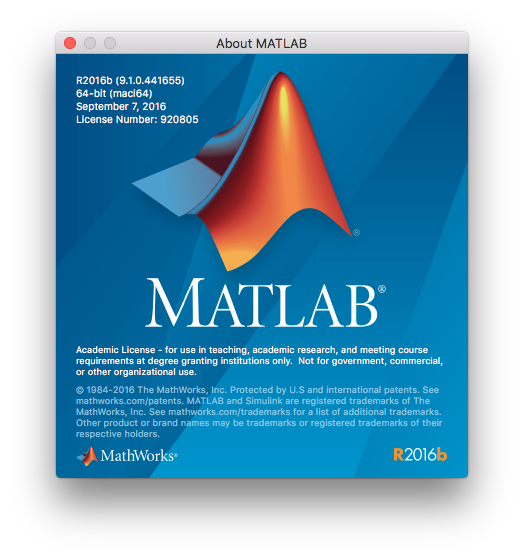 About MATLAB
R2016b (9.1.0.441655)
64-bit (maci64)
September 7, 2016
License Number: 920805
®
MATLAB®
Academic License - for use in teaching, academic research, and meeting course
requirements at degree granting institutions only.  Not for government, commercial,
or other organizational use.
© 1984-2016 The MathWorks, Inc. Protected by U.S and international patents. See
mathworks.com/patents. MATLAB and Simulink are registered trademarks of The
MathWorks, Inc. See mathworks.com/trademarks for a list of additional trademarks.
Other product or brand names may be trademarks or registered trademarks of their
respective holders.
MathWorks®
R2016b